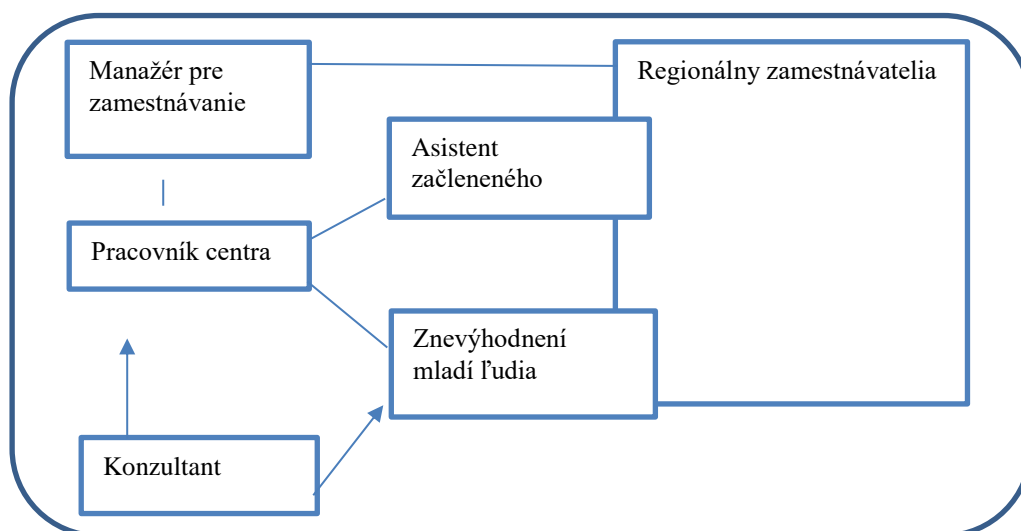 Manažér pre
zamestnávanie
Regionálny zamestnávatelia
Asistent
začleneného
Pracovník centra
Znevýhodnení
mladí ľudia
Konzultant